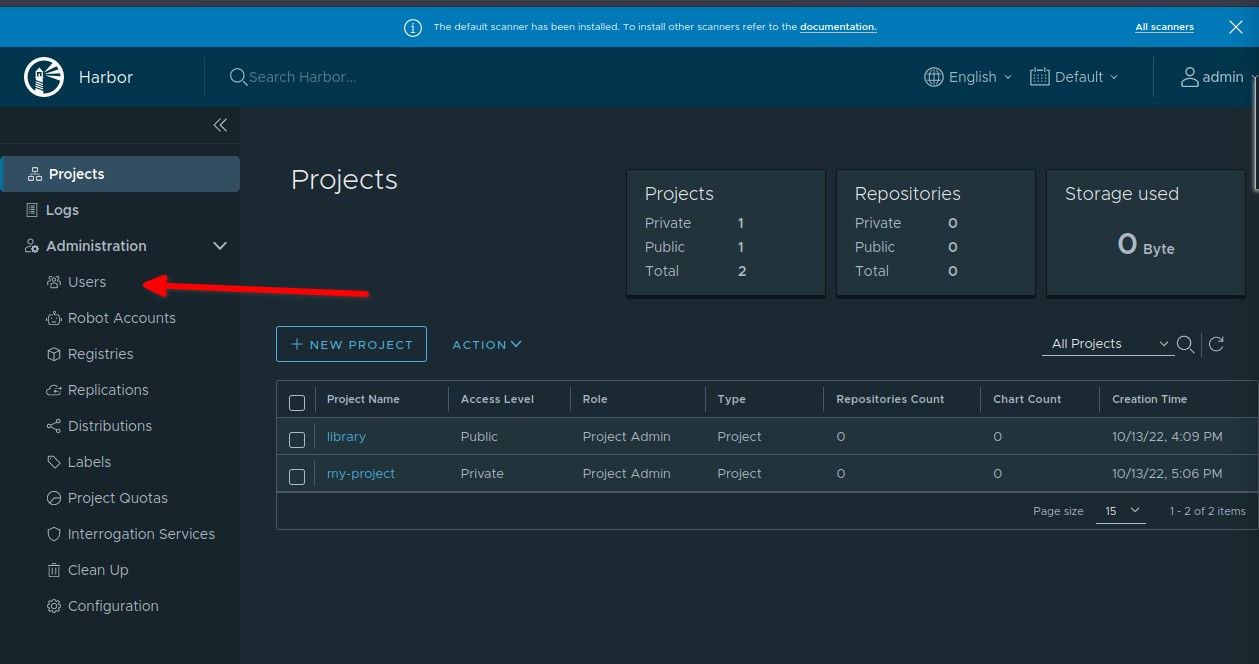 The default scanner has been installed. To install other scanners refer to the documentation. All scanners
Harbor Search Harbor... English Default admin
Projects
Logs
Administration
Users
Robot Accounts
Registries
Replications
Distributions
Labels
Project Quotas
Interrogation Services
Clean Up
Configuration
Projects
Projects
Private 1
Public 1
Total 2
Repositories
Private 0
Public 0
Total 0
Storage used
0 Byte
+ NEW PROJECT ACTION All Projects
Project Name Access Level Role Type Repositories Count Chart Count Creation Time
library Public Project Admin Project 0 0 10/13/22, 4:09 PM
my-project Private Project Admin Project 0 0 10/13/22, 5:06 PM
Page size 15 1 - 2 of 2 items